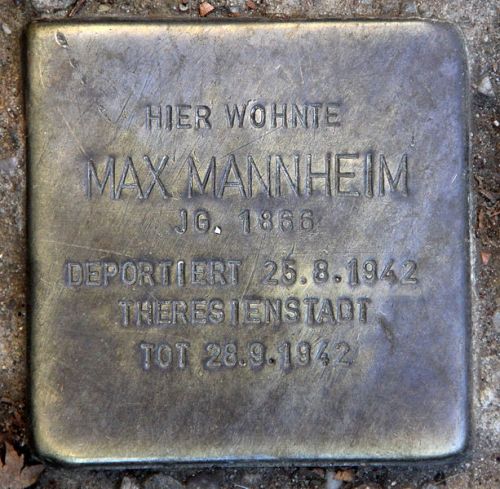 HIER WOHNTE
MAX MANNHEIM
JG. 1866
DEPORTIERT 25.8.1942
THERESIENSTADT
TOT 28.9.1942